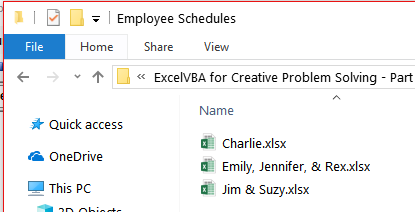 Employee Schedules
File Home Share View
ExcelVBA for Creative Problem Solving - Part
Name
Quick access
Charlie.xlsx
OneDrive
Emily, Jennifer, & Rex.xlsx
This PC
Jim & Suzy.xlsx
3D Objects